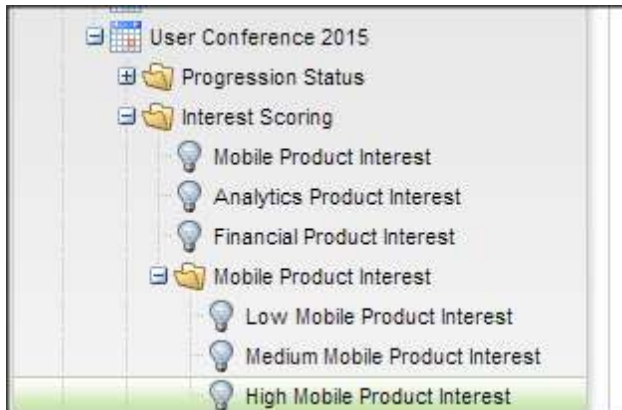 User Conference 2015
Progression Status
Interest Scoring
Mobile Product Interest
Analytics Product Interest
Financial Product Interest
Mobile Product Interest
Low Mobile Product Interest
Medium Mobile Product Interest
High Mobile Product Interest